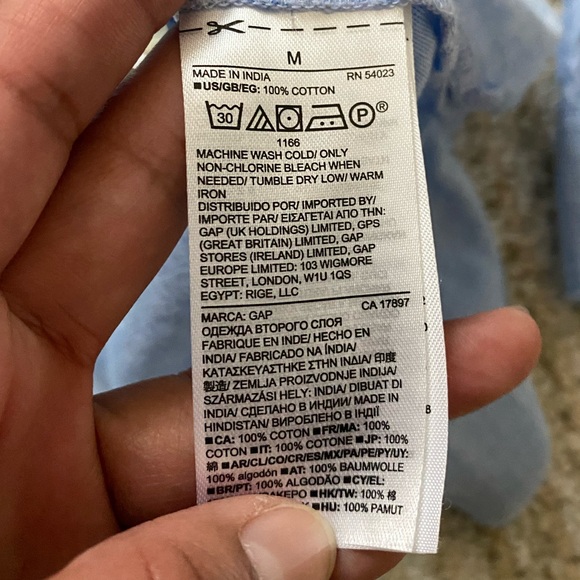 M
MADE IN INDIA RN 54023
■US/GB/EG: 100% COTTON
30 P®
1166
MACHINE WASH COLD/ ONLY
NON-CHLORINE BLEACH WHEN
NEEDED/ TUMBLE DRY LOW/ WARM
IRON
DISTRIBUIDO POR/ IMPORTED BY/
IMPORTE PAR/ ΕΙΣΑΓΕΤΑΙ ΑΠΟ ΤΗΝ:
GAP (UK HOLDINGS) LIMITED, GPS
(GREAT BRITAIN) LIMITED, GAP
STORES (IRELAND) LIMITED, GAP
EUROPE LIMITED: 103 WIGMORE
STREET, LONDON, W1U 1QS
EGYPT: RIGE, LLC
MARCA: GAP CA 17897
ОДЕЖДА ВТОРОГО СЛОЯ
FABRIQUE EN INDE/ HECHO EN
INDIA/ FABRICADO NA ÍNDIA/
ΚΑΤΑΣΚΕΥΑΣΤΗΚΕ ΣΤΗΝ ΙΝΔΙΑ/ 印度
製造/ ZEMLJA PROIZVODNJE INDIJA/
SZÁRMAZÁSI HELY: INDIA/ DIBUAT DI
INDIA/ СДЕЛАНО В ИНДИИ/ MADE IN
HINDISTAN/ ВИРОБЛЕНО В ІНДІЇ
■CA: 100% COTON ■FR/MA: 100%
COTON ■IT: 100% COTONE ■JP: 100%
綿 ■AR/CL/CO/CR/ES/MX/PA/PE/PY/UY:
100% algodón ■AT: 100% BAUMWOLLE
■BR/PT: 100% ALGODÃO ■CY/EL:
■HK/TW: 100% 棉
■HU: 100% PAMUT
8